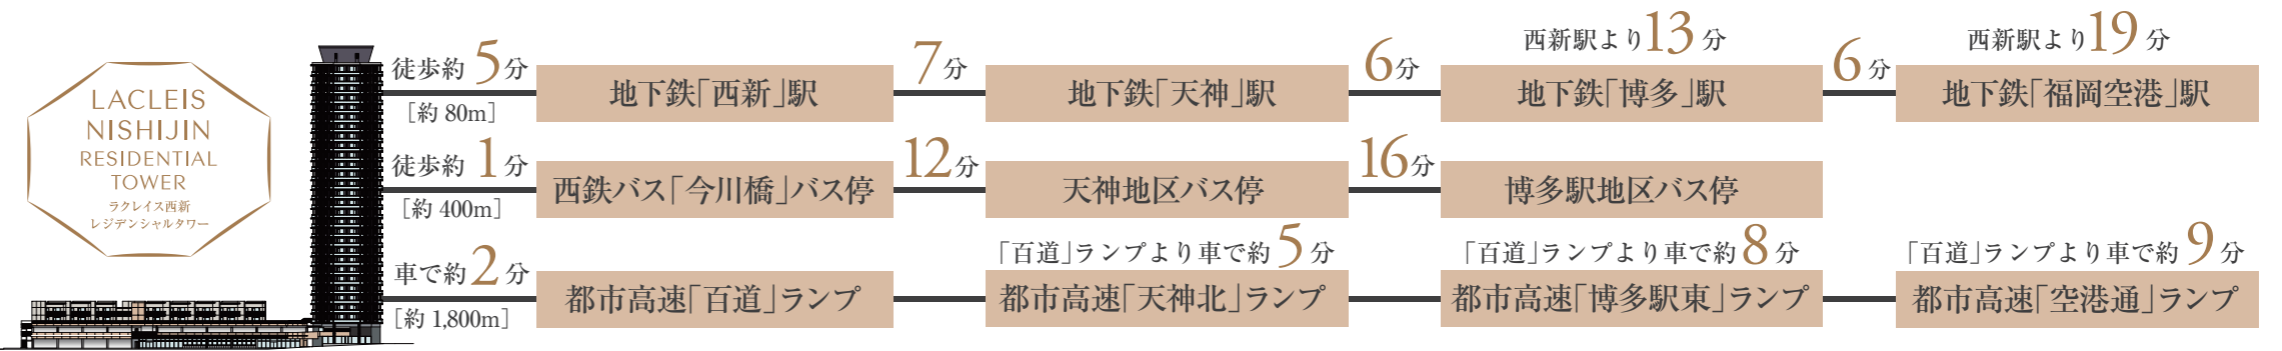 LACLEIS
NISHIJIN
RESIDENTIAL
TOWER
ラクレイス西新
レジデンシャルタワー
徒歩約5分
［約 80m］
地下鉄「西新」駅
7分
地下鉄「天神」駅
6分
西新駅より13分
地下鉄「博多」駅
6分
西新駅より19分
地下鉄「福岡空港」駅
徒歩約1分
［約 400m］
西鉄バス「今川橋」バス停
12分
天神地区バス停
16分
博多駅地区バス停
車で約2分
［約 1,800m］
都市高速「百道」ランプ
「百道」ランプより車で約5分
都市高速「天神北」ランプ
「百道」ランプより車で約8分
都市高速「博多駅東」ランプ
「百道」ランプより車で約9分
都市高速「空港通」ランプ